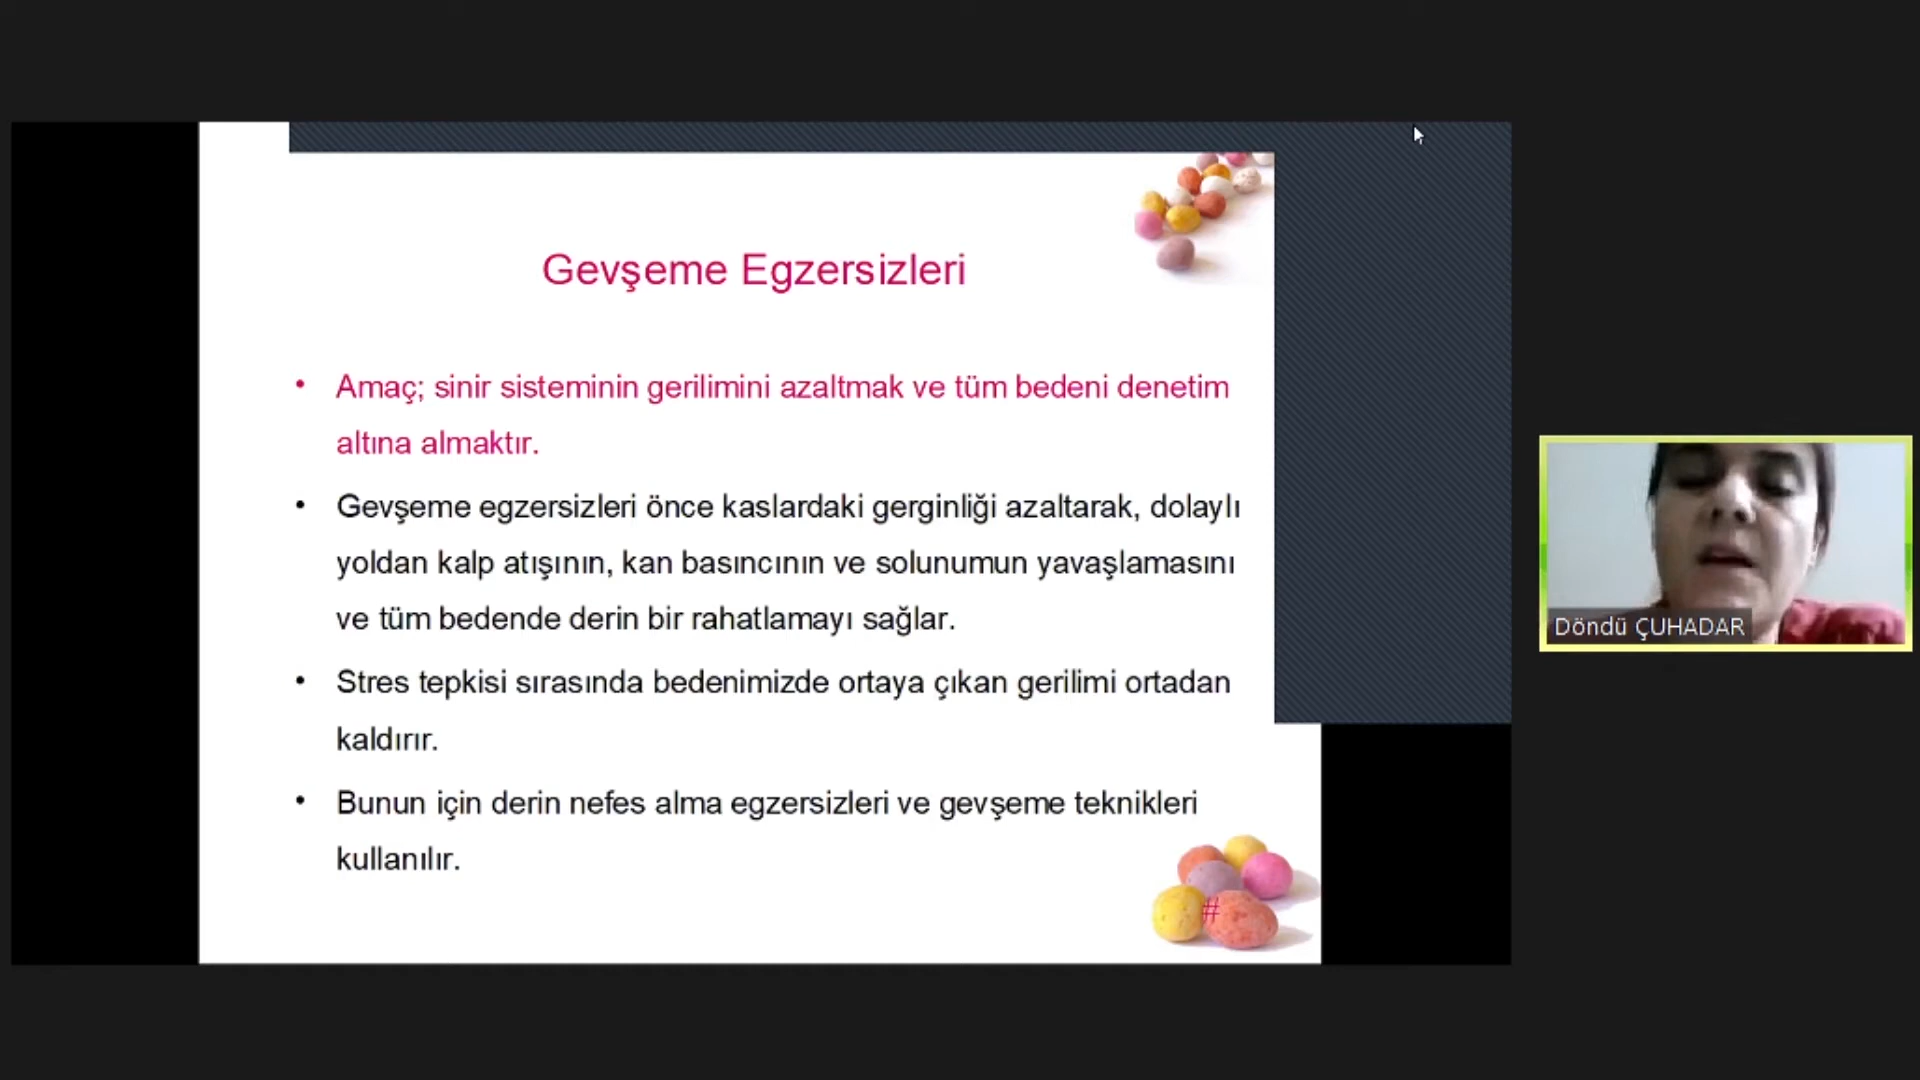 Gevşeme Egzersizleri
• Amaç; sinir sisteminin gerilimini azaltmak ve tüm bedeni denetim
altına almaktır.
• Gevşeme egzersizleri önce kaslardaki gerginliği azaltarak, dolaylı
yoldan kalp atışının, kan basıncının ve solunumun yavaşlamasını
ve tüm bedende derin bir rahatlamayı sağlar.
• Stres tepkisi sırasında bedenimizde ortaya çıkan gerilimi ortadan
kaldırır.
• Bunun için derin nefes alma egzersizleri ve gevşeme teknikleri
kullanılır.
#
Döndü ÇUHADAR